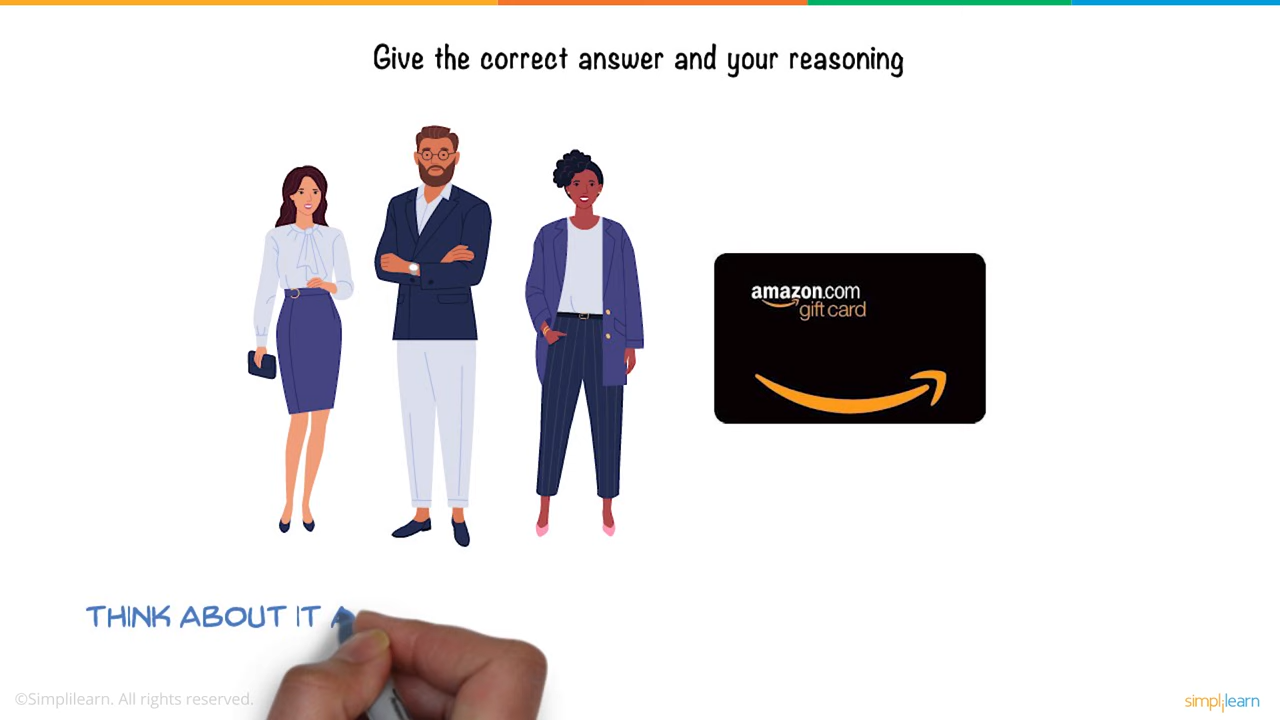 Give the correct answer and your reasoning
amazon.com
gift card
THINK ABOUT IT A
©Simplilearn. All rights reserved.
simplilearn